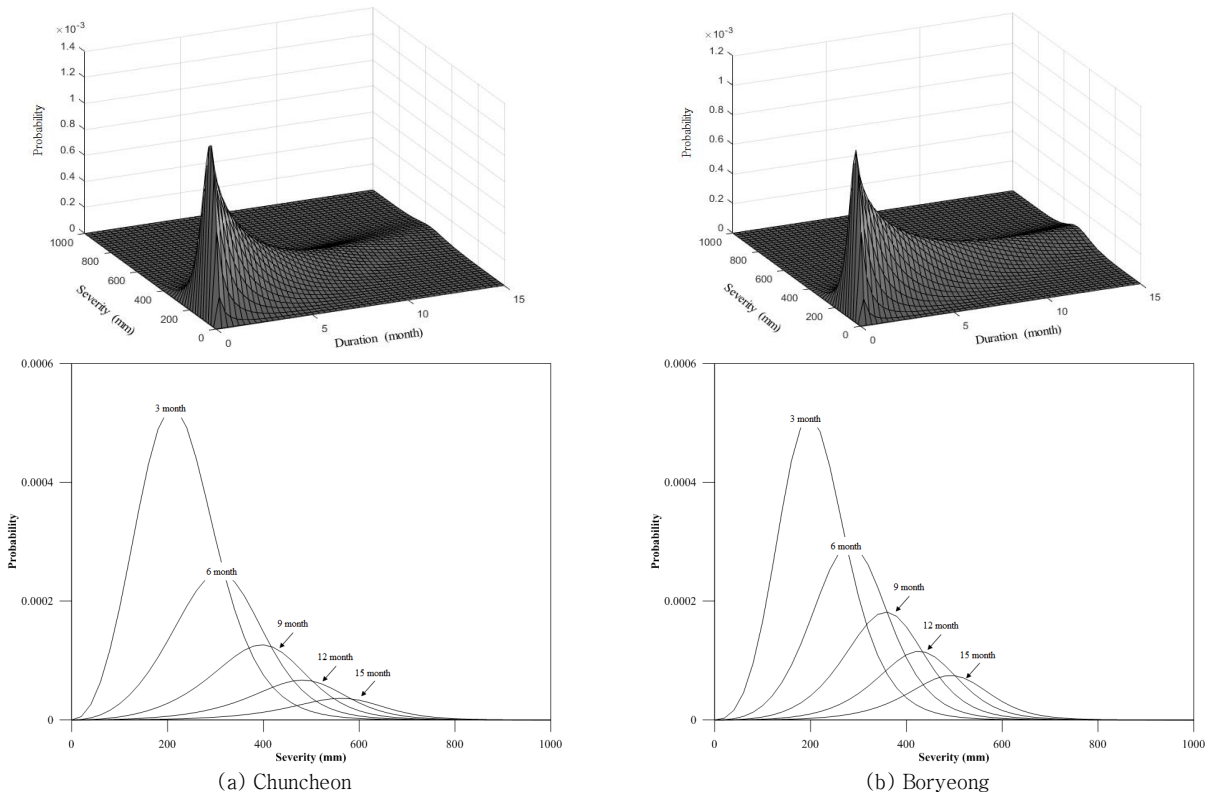 ×10⁻³
1.4
1.2
1
0.8
0.6
0.4
0.2
0
Probability
1000
800
600
400
200
0
Severity (mm)
0
5
10
15
Duration (month)
×10⁻³
1.2
1
0.8
0.6
0.4
0.2
0
Probability
1000
800
600
400
200
0
Severity (mm)
0
5
10
15
Duration (month)
0.0006
0.0004
0.0002
0
Probability
3 month
6 month
9 month
12 month
15 month
0 200 400 600 800 1000
Severity (mm)
(a) Chuncheon
0.0006
0.0004
0.0002
0
Probability
3 month
6 month
9 month
12 month
15 month
0 200 400 600 800 1000
Severity (mm)
(b) Boryeong